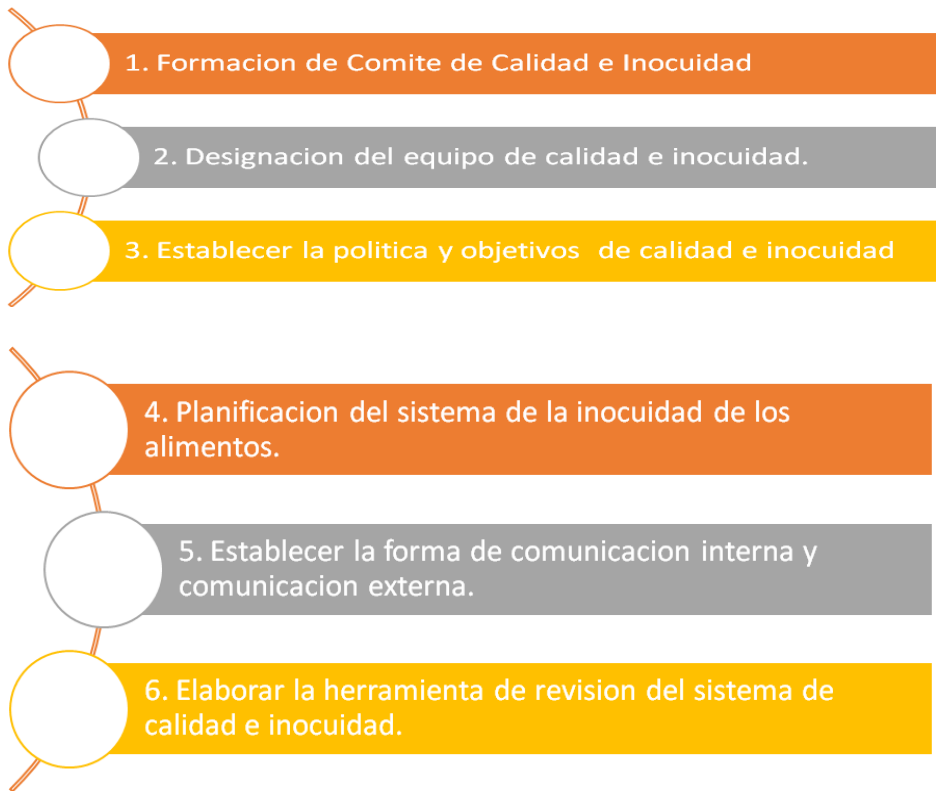 1. Formacion de Comite de Calidad e Inocuidad
2. Designacion del equipo de calidad e inocuidad.
3. Establecer la politica y objetivos  de calidad e inocuidad
4. Planificacion del sistema de la inocuidad de los
alimentos.
5. Establecer la forma de comunicacion interna y
comunicacion externa.
6. Elaborar la herramienta de revision del sistema de
calidad e inocuidad.